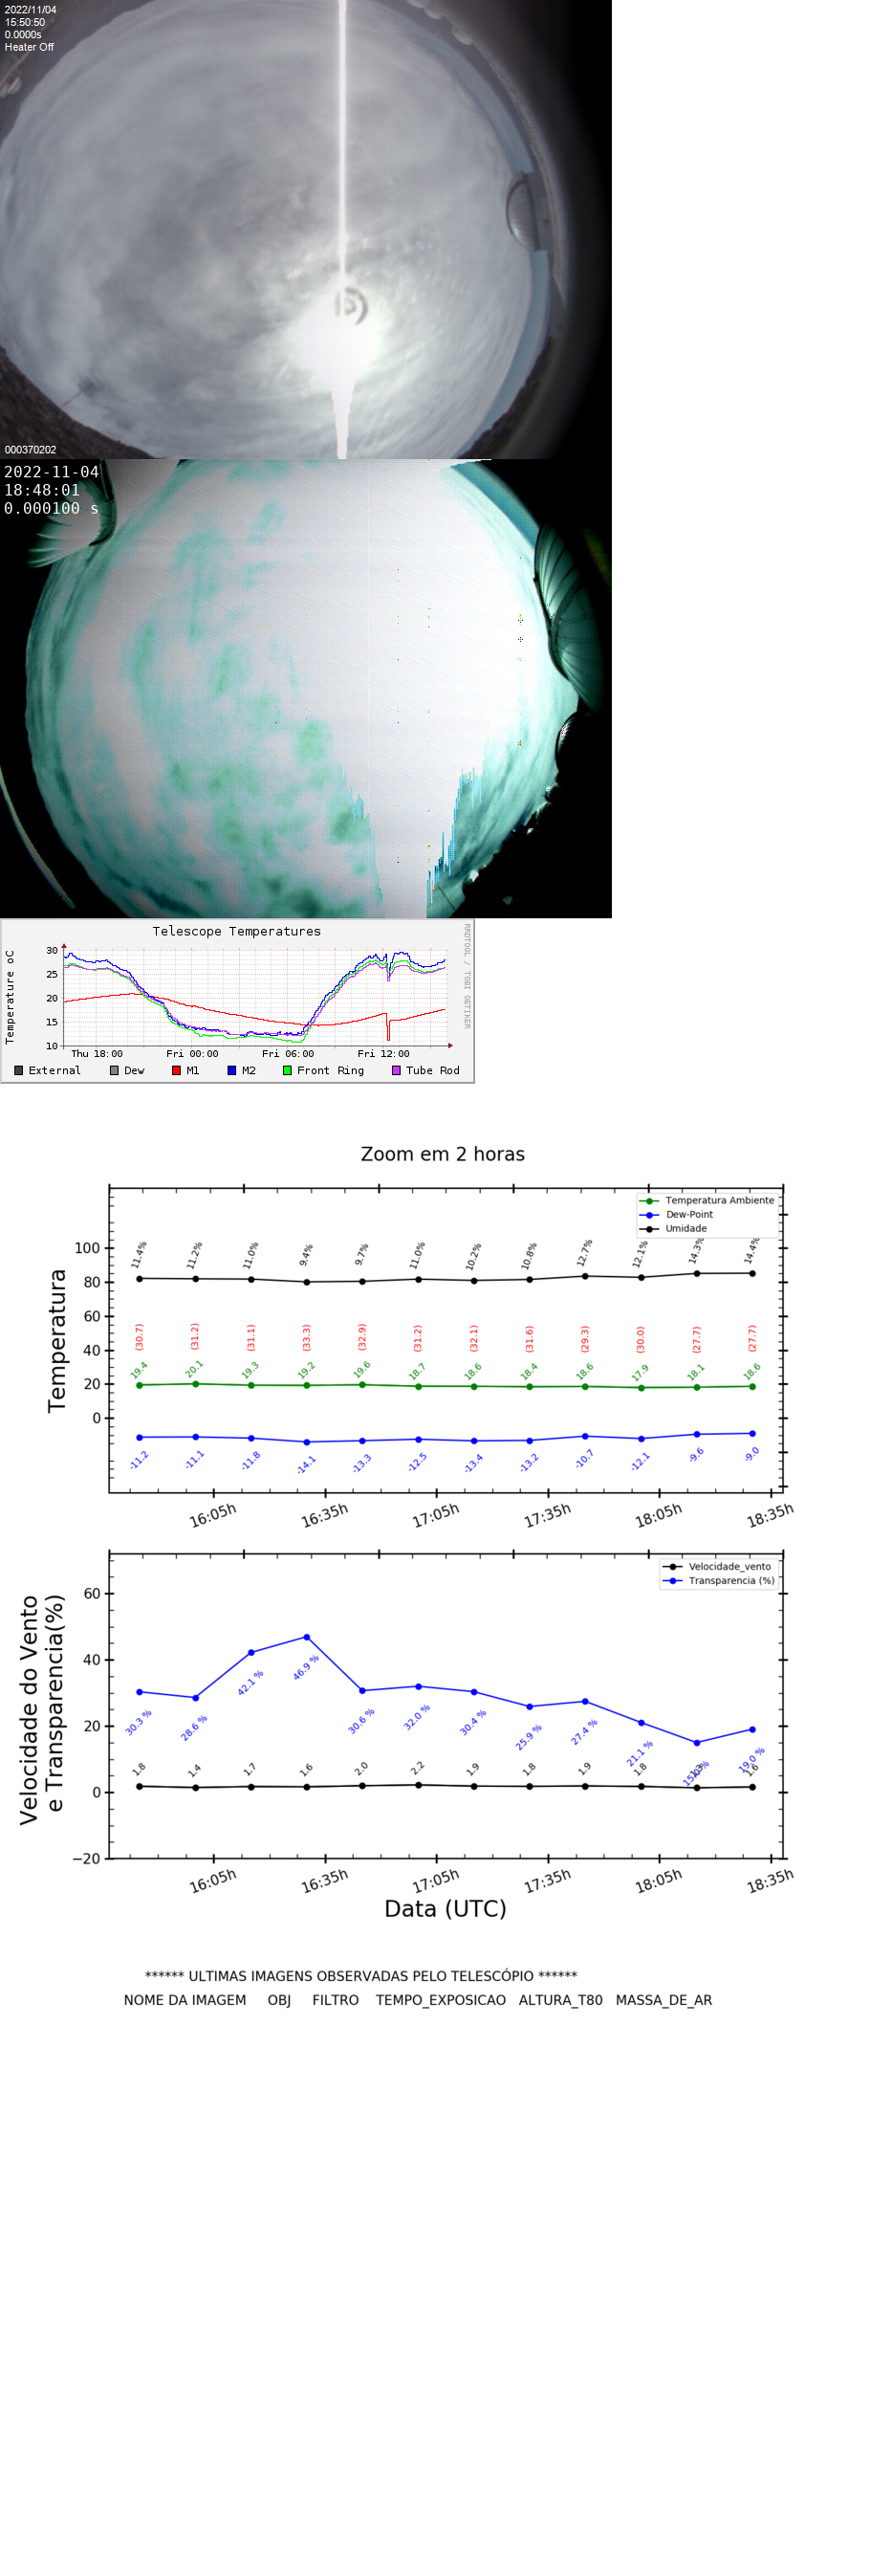 2022/11/04
15:50:50
0.0000s
Heater Off
000370202
2022-11-04
18:48:01
0.000100 s
Telescope Temperatures
RRDTOOL / TOBI OETIKER
Temperature oC
30
25
20
15
10
Thu 18:00 Fri 00:00 Fri 06:00 Fri 12:00
External Dew M1 M2 Front Ring Tube Rod
Zoom em 2 horas
Temperatura Ambiente
Dew-Point
Umidade
Temperatura
100
80
60
40
20
0
11.4% 11.2% 11.0% 9.4% 9.7% 11.0% 10.2% 10.8% 12.7% 12.1% 14.3% 14.4%
(30.7) (31.2) (31.1) (33.3) (32.9) (31.2) (32.1) (31.6) (29.3) (30.0) (27.7) (27.7)
19.4 20.1 19.3 19.2 19.6 18.7 18.6 18.4 18.6 17.9 18.1 18.6
-11.2 -11.1 -11.8 -14.1 -13.3 -12.5 -13.4 -13.2 -10.7 -12.1 -9.6 -9.0
16:05h 16:35h 17:05h 17:35h 18:05h 18:35h
Velocidade_vento
Transparencia (%)
Velocidade do Vento
e Transparencia(%)
60
40
20
0
−20
30.3 % 28.6 % 42.1 % 46.9 % 30.6 % 32.0 % 30.4 % 25.9 % 27.4 % 21.1 % 19.0 %
1.8 1.4 1.7 1.6 2.0 2.2 1.9 1.8 1.9 1.8 1.6
16:05h 16:35h 17:05h 17:35h 18:05h 18:35h
Data (UTC)
****** ULTIMAS IMAGENS OBSERVADAS PELO TELESCÓPIO ******
NOME DA IMAGEM OBJ FILTRO TEMPO_EXPOSICAO ALTURA_T80 MASSA_DE_AR